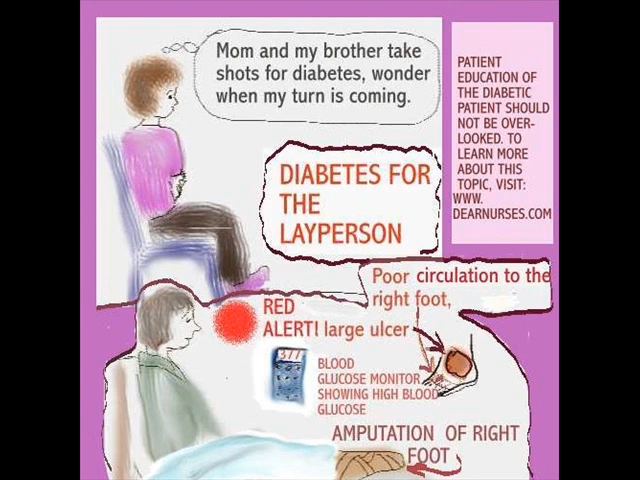 Mom and my brother take
shots for diabetes, wonder
when my turn is coming.
PATIENT
EDUCATION OF
THE DIABETIC
PATIENT SHOULD
NOT BE OVER-
LOOKED. TO
LEARN MORE
ABOUT THIS
TOPIC, VISIT:
WWW.
DEARNURSES.COM
DIABETES FOR
THE
LAYPERSON
Poor circulation to the
right foot,
RED
ALERT! large ulcer
377
BLOOD
GLUCOSE MONITOR
SHOWING HIGH BLOOD
GLUCOSE
AMPUTATION OF RIGHT
FOOT